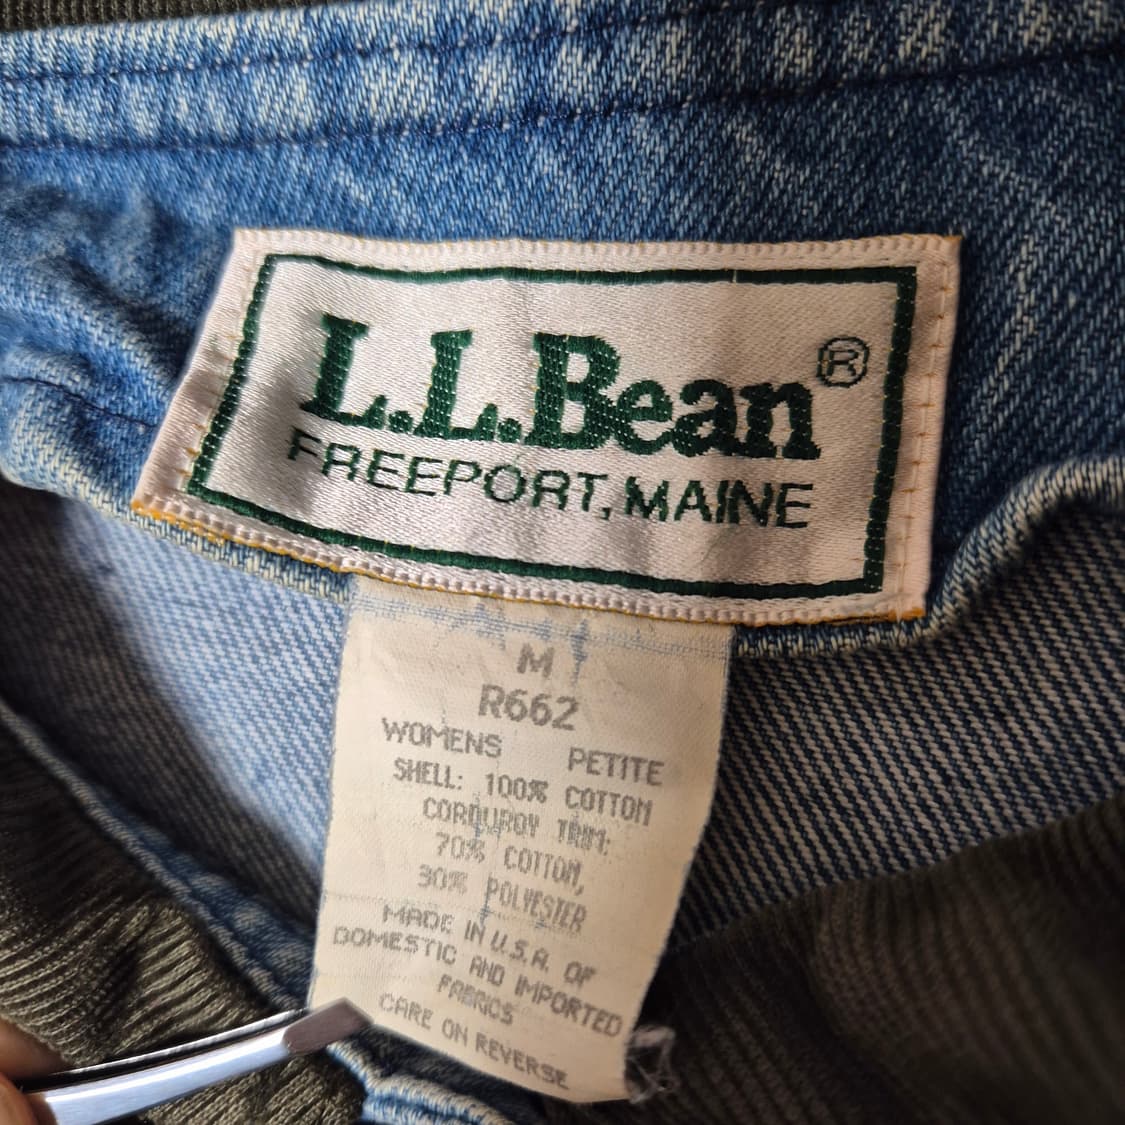 L.L.Bean®
FREEPORT, MAINE
M
R662
WOMENS PETITE
SHELL: 100% COTTON
CORDUROY TRIM:
70% COTTON,
30% POLYESTER
MADE IN U.S.A. OF
DOMESTIC AND IMPORTED
FABRICS
CARE ON REVERSE